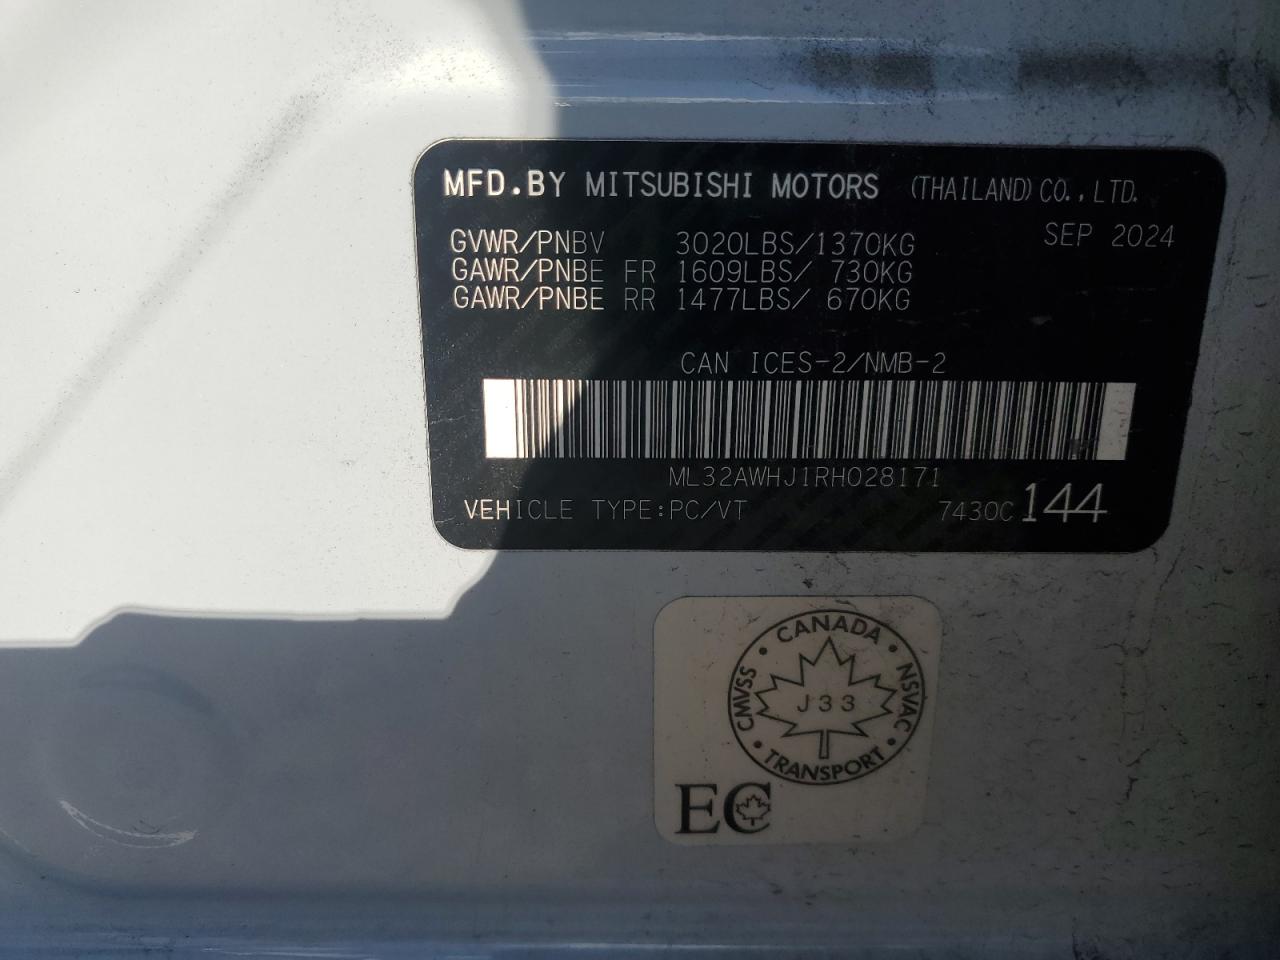 MFD.BY MITSUBISHI MOTORS (THAILAND)CO.,LTD.
GVWR/PNBV 3020LBS/1370KG SEP 2024
GAWR/PNBE FR 1609LBS/ 730KG
GAWR/PNBE RR 1477LBS/ 670KG
CAN ICES-2/NMB-2
ML32AWHJ1RH028171
VEHICLE TYPE:PC/VT 7430C 144
CANADA
CMVSS
NSVAC
J33
TRANSPORT
EC